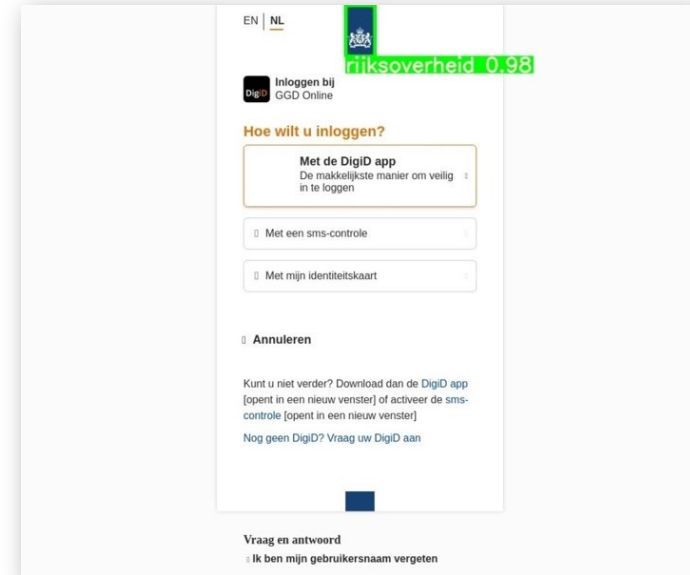 EN | NL
rijksoverheid 0.98
DigiD
Inloggen bij
GGD Online
Hoe wilt u inloggen?
Met de DigiD app
De makkelijkste manier om veilig
in te loggen
Met een sms-controle
Met mijn identiteitskaart
Annuleren
Kunt u niet verder? Download dan de DigiD app
[opent in een nieuw venster] of activeer de sms-
controle [opent in een nieuw venster]
Nog geen DigiD? Vraag uw DigiD aan
Vraag en antwoord
Ik ben mijn gebruikersnaam vergeten